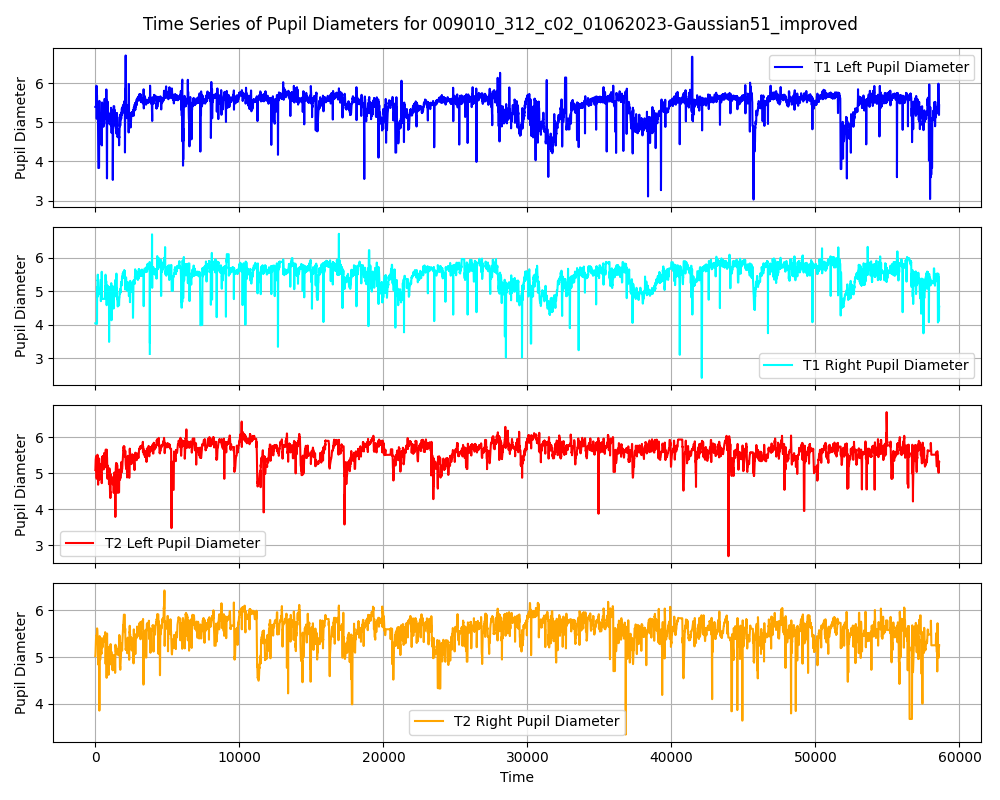 Time Series of Pupil Diameters for 009010_312_c02_01062023-Gaussian51_improved
Pupil Diameter
6
5
4
3
T1 Left Pupil Diameter
Pupil Diameter
6
5
4
3
T1 Right Pupil Diameter
Pupil Diameter
6
5
4
3
T2 Left Pupil Diameter
Pupil Diameter
6
5
4
T2 Right Pupil Diameter
0 10000 20000 30000 40000 50000 60000
Time